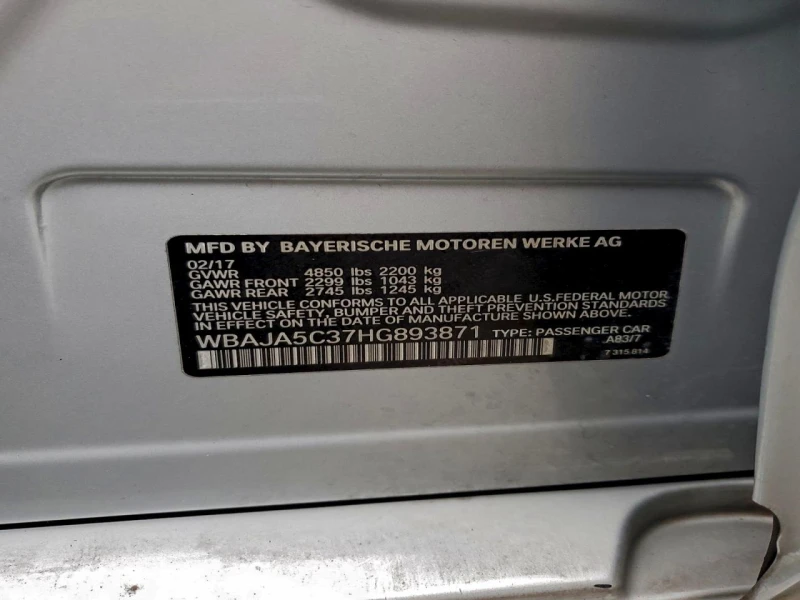 MFD BY BAYERISCHE MOTOREN WERKE AG
02/17
GVWR 4850 lbs 2200 kg
GAWR FRONT 2299 lbs 1043 kg
GAWR REAR 2745 lbs 1245 kg
THIS VEHICLE CONFORMS TO ALL APPLICABLE U.S.FEDERAL MOTOR
VEHICLE SAFETY, BUMPER AND THEFT PREVENTION STANDARDS
IN EFFECT ON THE DATE OF MANUFACTURE SHOWN ABOVE.
WBAJA5C37HG893871 TYPE: PASSENGER CAR
A83/7
7 315 814